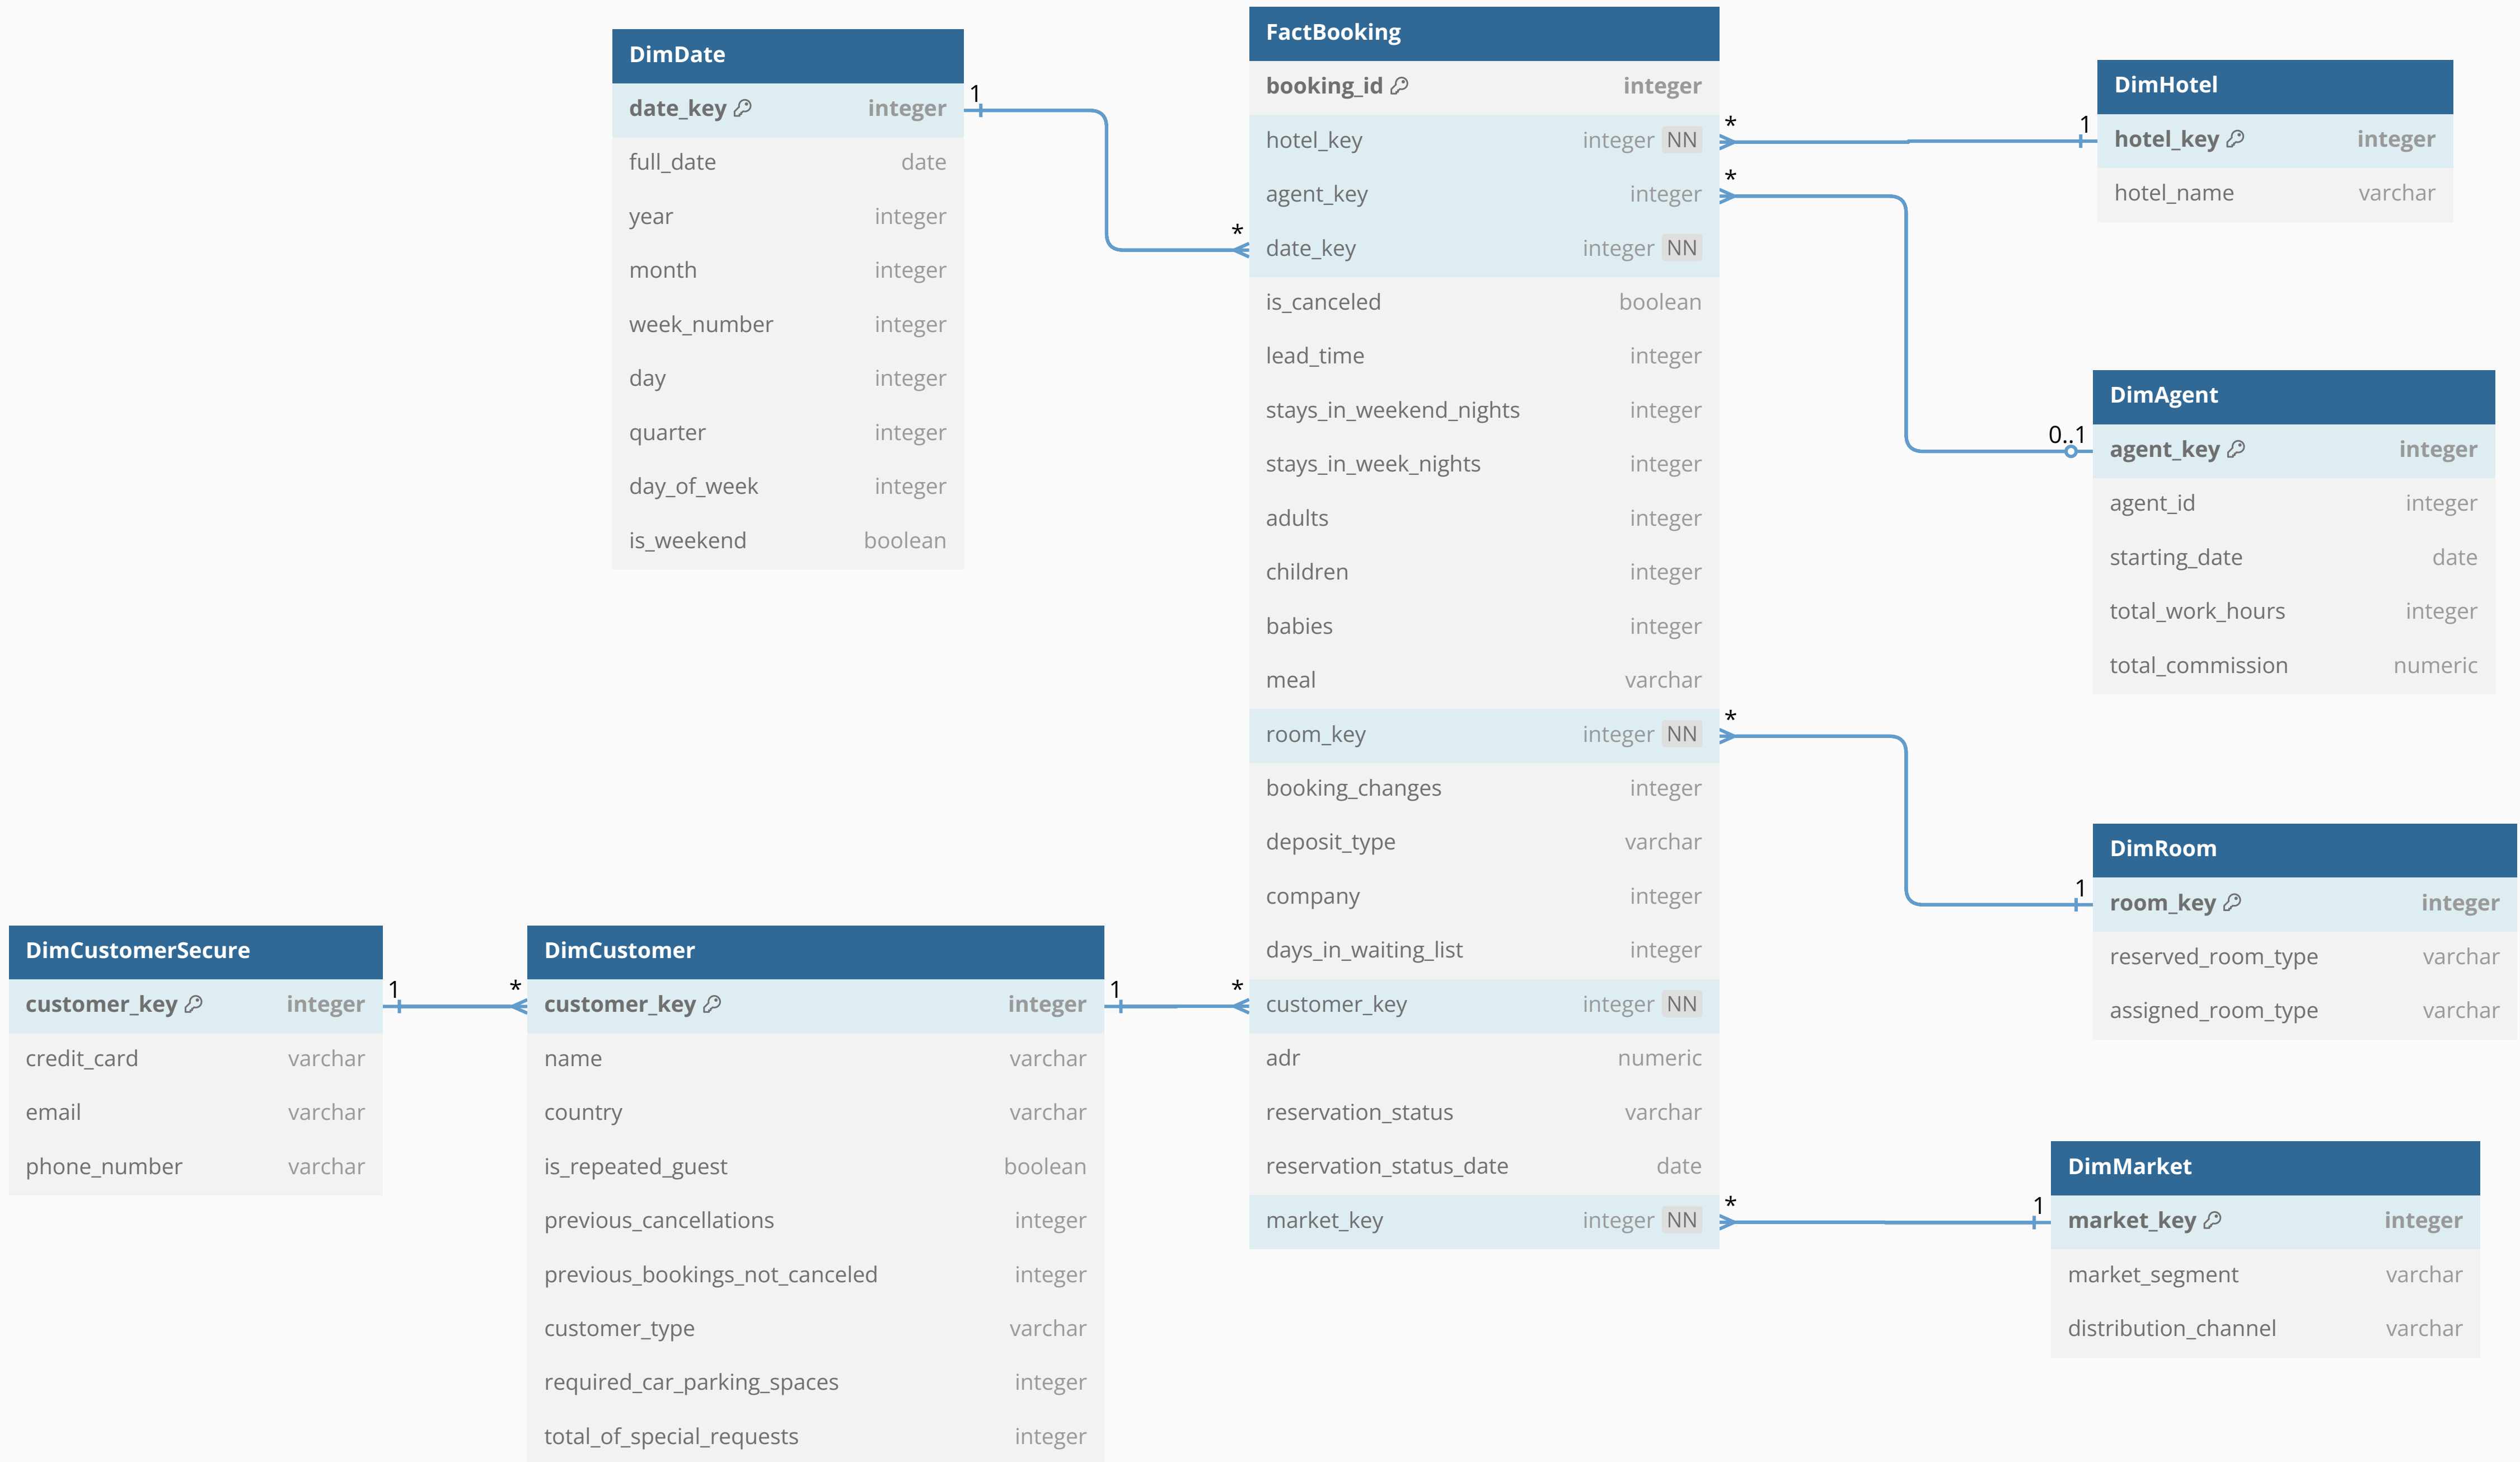 DimDate
date_key integer
full_date date
year integer
month integer
week_number integer
day integer
quarter integer
day_of_week integer
is_weekend boolean
1
*
FactBooking
booking_id integer
hotel_key integer NN
agent_key integer
date_key integer NN
is_canceled boolean
lead_time integer
stays_in_weekend_nights integer
stays_in_week_nights integer
adults integer
children integer
babies integer
meal varchar
room_key integer NN
booking_changes integer
deposit_type varchar
company integer
days_in_waiting_list integer
customer_key integer NN
adr numeric
reservation_status varchar
reservation_status_date date
market_key integer NN
*
1
DimHotel
hotel_key integer
hotel_name varchar
*
0..1
DimAgent
agent_key integer
agent_id integer
starting_date date
total_work_hours integer
total_commission numeric
*
1
DimRoom
room_key integer
reserved_room_type varchar
assigned_room_type varchar
*
1
DimMarket
market_key integer
market_segment varchar
distribution_channel varchar
DimCustomerSecure
customer_key integer
credit_card varchar
email varchar
phone_number varchar
1
*
DimCustomer
customer_key integer
name varchar
country varchar
is_repeated_guest boolean
previous_cancellations integer
previous_bookings_not_canceled integer
customer_type varchar
required_car_parking_spaces integer
total_of_special_requests integer
1
*